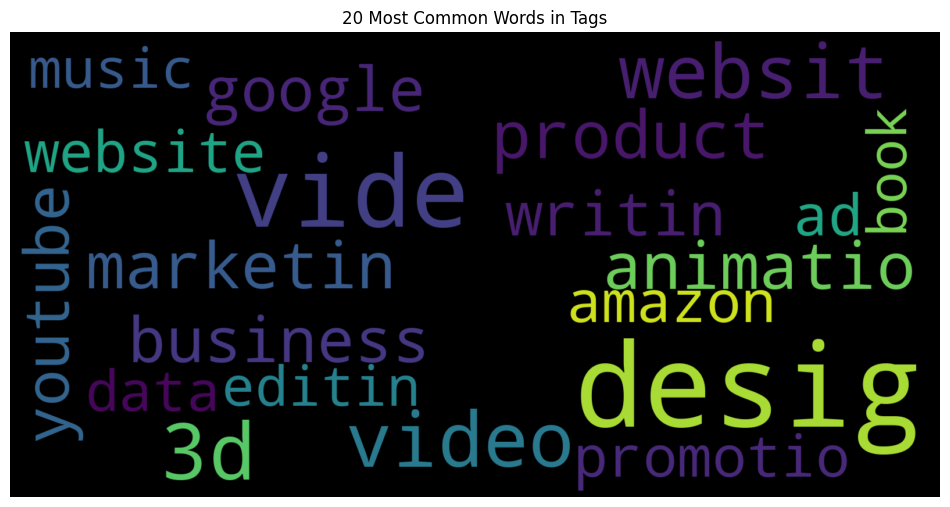 20 Most Common Words in Tags
music
google
websit
product
book
website
vide
writin
ad
youtube
marketin
animatio
amazon
business
desig
data
editin
3d
video
promotio